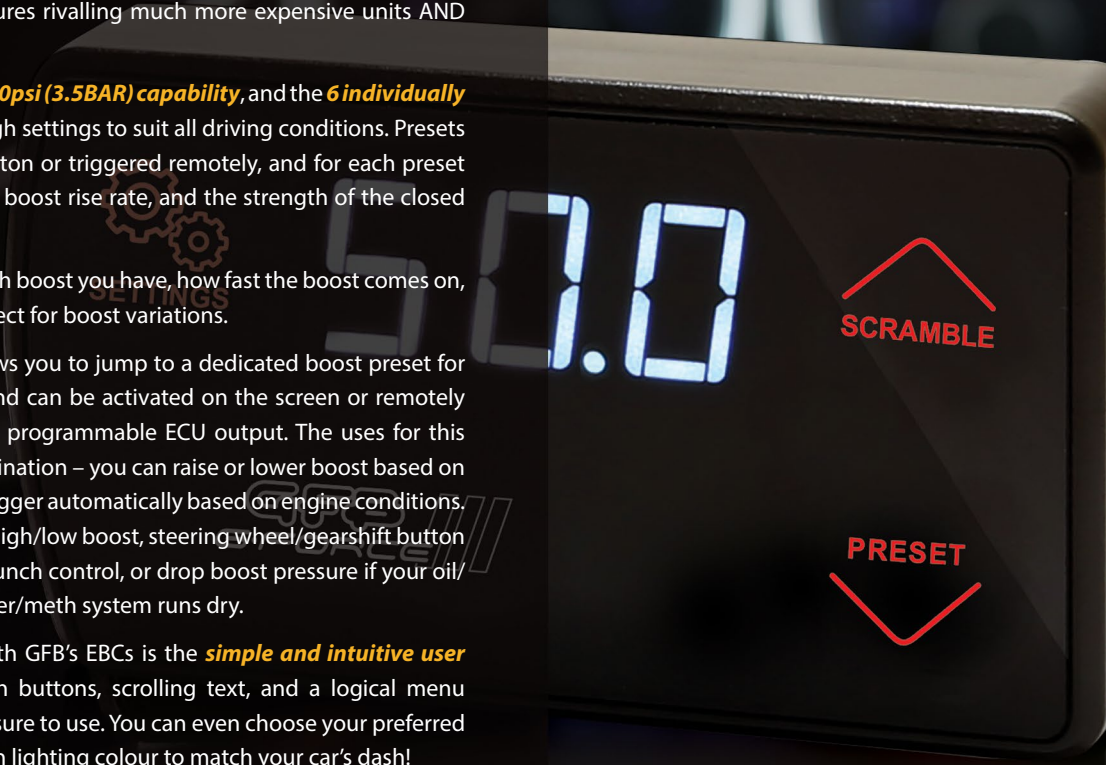 ures rivalling much more expensive units AND
0psi (3.5BAR) capability, and the 6 individually
gh settings to suit all driving conditions. Presets
ton or triggered remotely, and for each preset
boost rise rate, and the strength of the closed
h boost you have, how fast the boost comes on,
ect for boost variations.
ws you to jump to a dedicated boost preset for
nd can be activated on the screen or remotely
programmable ECU output. The uses for this
ination – you can raise or lower boost based on
igger automatically based on engine conditions.
igh/low boost, steering wheel/gearshift button
unch control, or drop boost pressure if your oil/
er/meth system runs dry.
th GFB's EBCs is the simple and intuitive user
n buttons, scrolling text, and a logical menu
sure to use. You can even choose your preferred
n lighting colour to match your car's dash!
SETTINGS
50.0
SCRAMBLE
PRESET
GFB